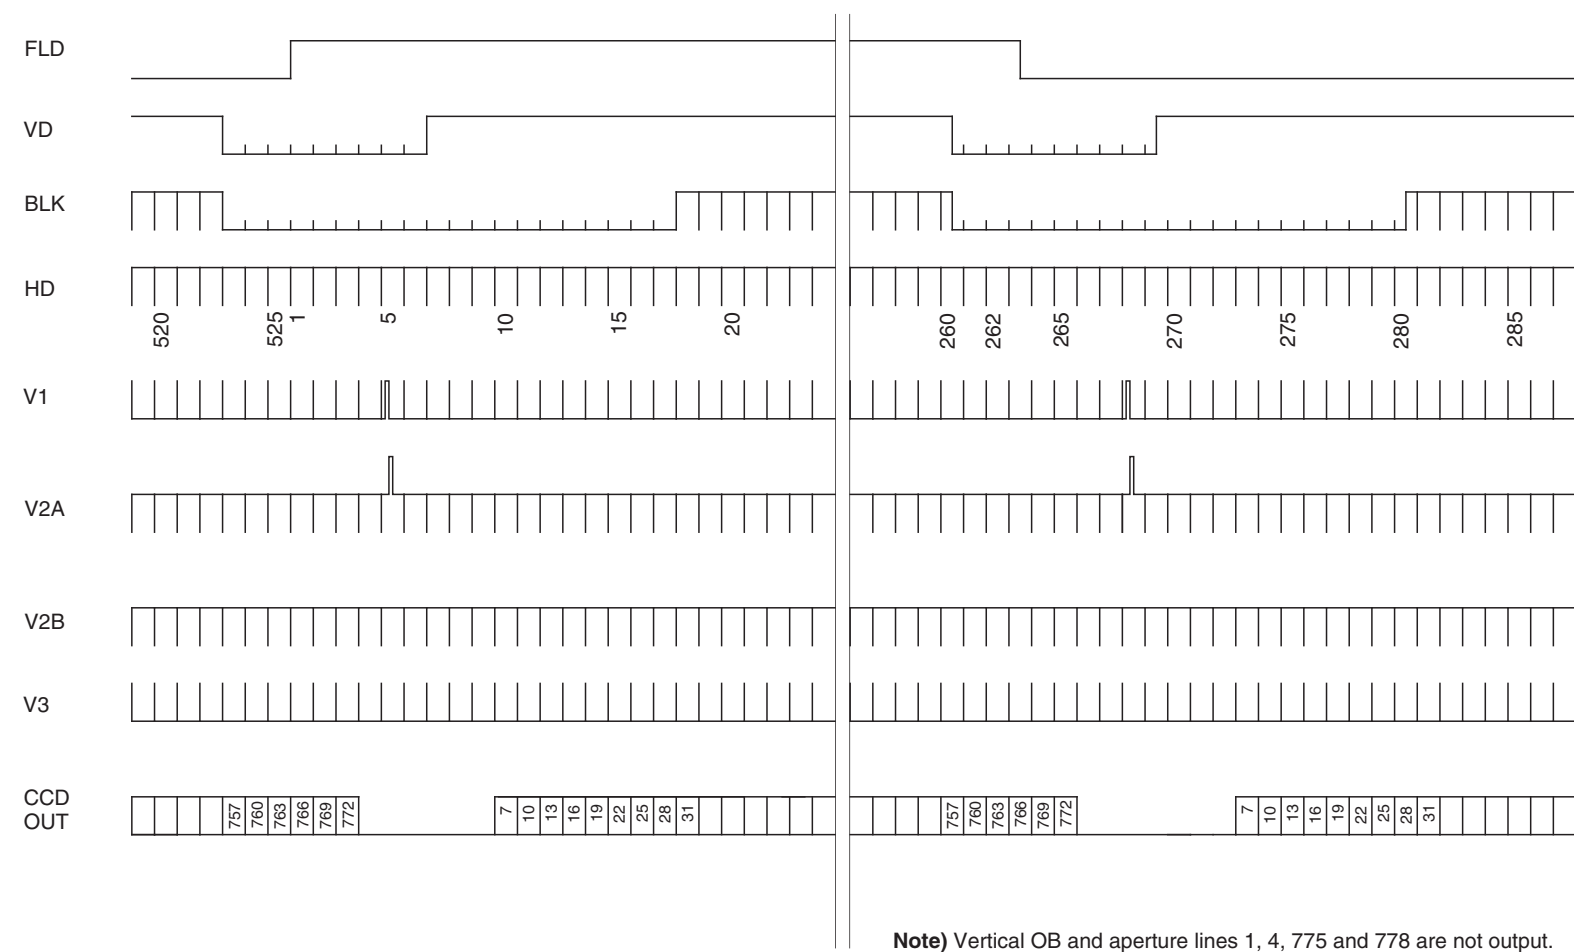 FLD
VD
BLK
HD
520 525 1 5 10 15 20 260 262 265 270 275 280 285
V1
V2A
V2B
V3
CCD
OUT
757 760 763 766 769 772 7 10 13 16 19 22 25 28 31 757 760 763 766 769 772 7 10 13 16 19 22 25 28 31
Note) Vertical OB and aperture lines 1, 4, 775 and 778 are not output.